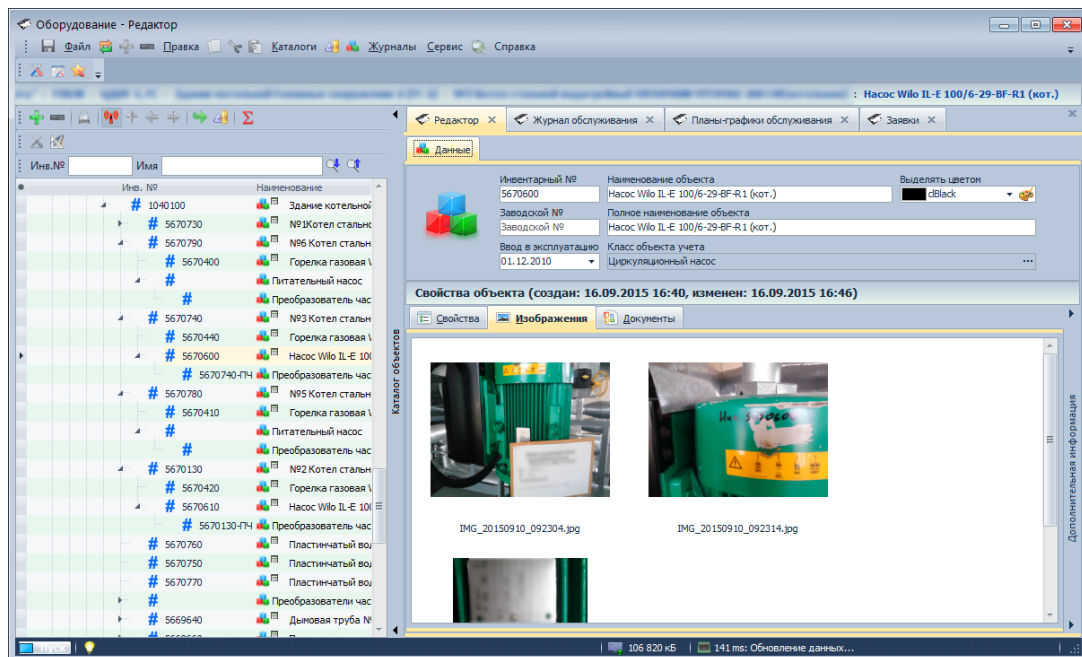 Оборудование - Редактор
Файл Правка Каталоги Журналы Сервис Справка
: Насос Wilo IL-E 100/6-29-BF-R1 (кот.)
Редактор Журнал обслуживания Планы-графики обслуживания Заявки
Данные
Инв.№ Имя
Инв. № Наименование
# 1040100 Здание котельной
# 5670730 №1Котел стально
# 5670790 №6 Котел стальн
# 5670400 Горелка газовая W
# Питательный насос
# Преобразователь час
# 5670740 №3 Котел стальн
# 5670440 Горелка газовая W
# 5670600 Насос Wilo IL-E 100
# 5670740-ПЧ Преобразователь час
# 5670780 №5 Котел стальн
# 5670410 Горелка газовая W
# Питательный насос
# Преобразователь час
# 5670130 №2 Котел стальн
# 5670420 Горелка газовая
# 5670610 Насос Wilo IL-E 100
# 5670130-ПЧ Преобразователь час
# 5670760 Пластинчатый вод
# 5670750 Пластинчатый вод
# 5670770 Пластинчатый вод
# Преобразователи час
# 5669640 Дымовая труба №
Каталог объектов
Инвентарный № Наименование объекта Выделять цветом
5670600 Насос Wilo IL-E 100/6-29-BF-R1 (кот.) clBlack
Заводской № Полное наименование объекта
Заводской № Насос Wilo IL-E 100/6-29-BF-R1 (кот.)
Ввод в эксплуатацию Класс объекта учета
01.12.2010 Циркуляционный насос ...
Свойства объекта (создан: 16.09.2015 16:40, изменен: 16.09.2015 16:46)
Свойства Изображения Документы
IMG_20150910_092304.jpg IMG_20150910_092314.jpg
Дополнительная информация
Пуск 106 820 кБ 141 ms: Обновление данных...